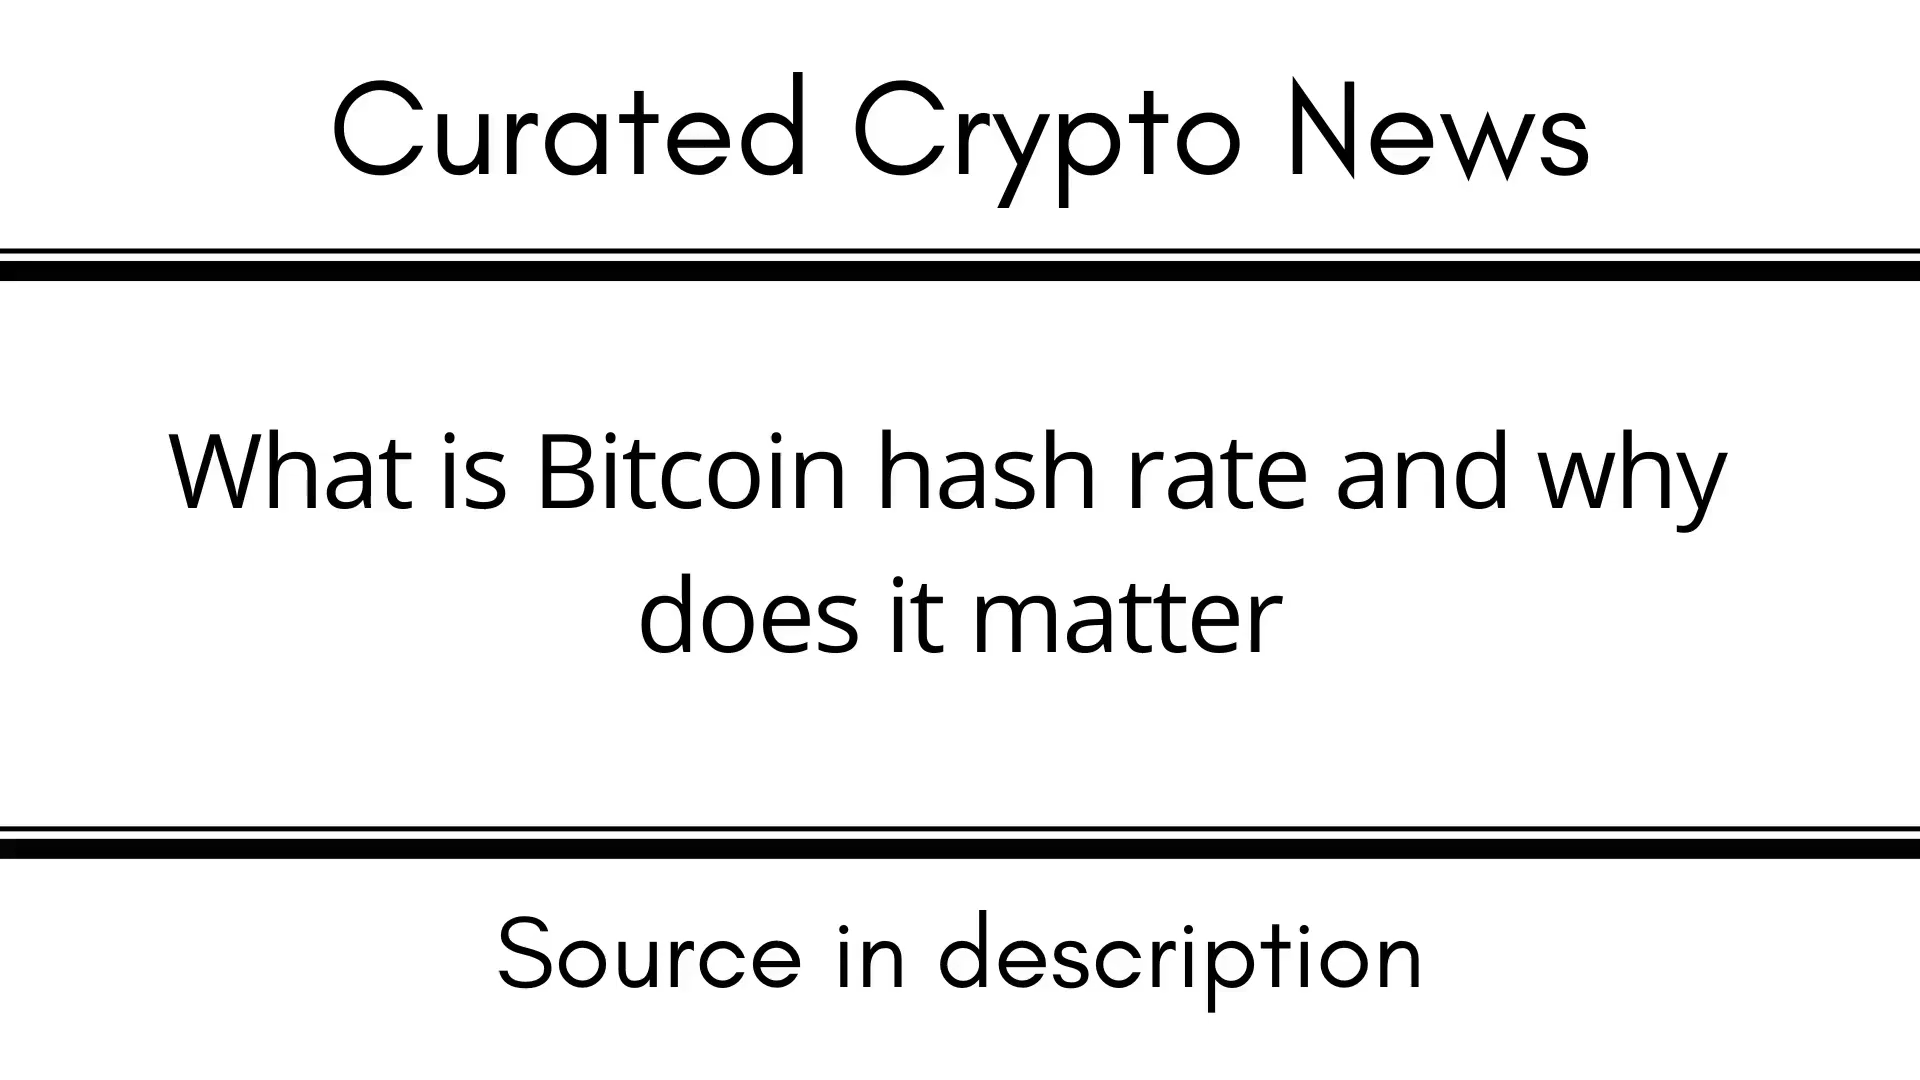 Curated Crypto News
What is Bitcoin hash rate and why
does it matter
Source in description